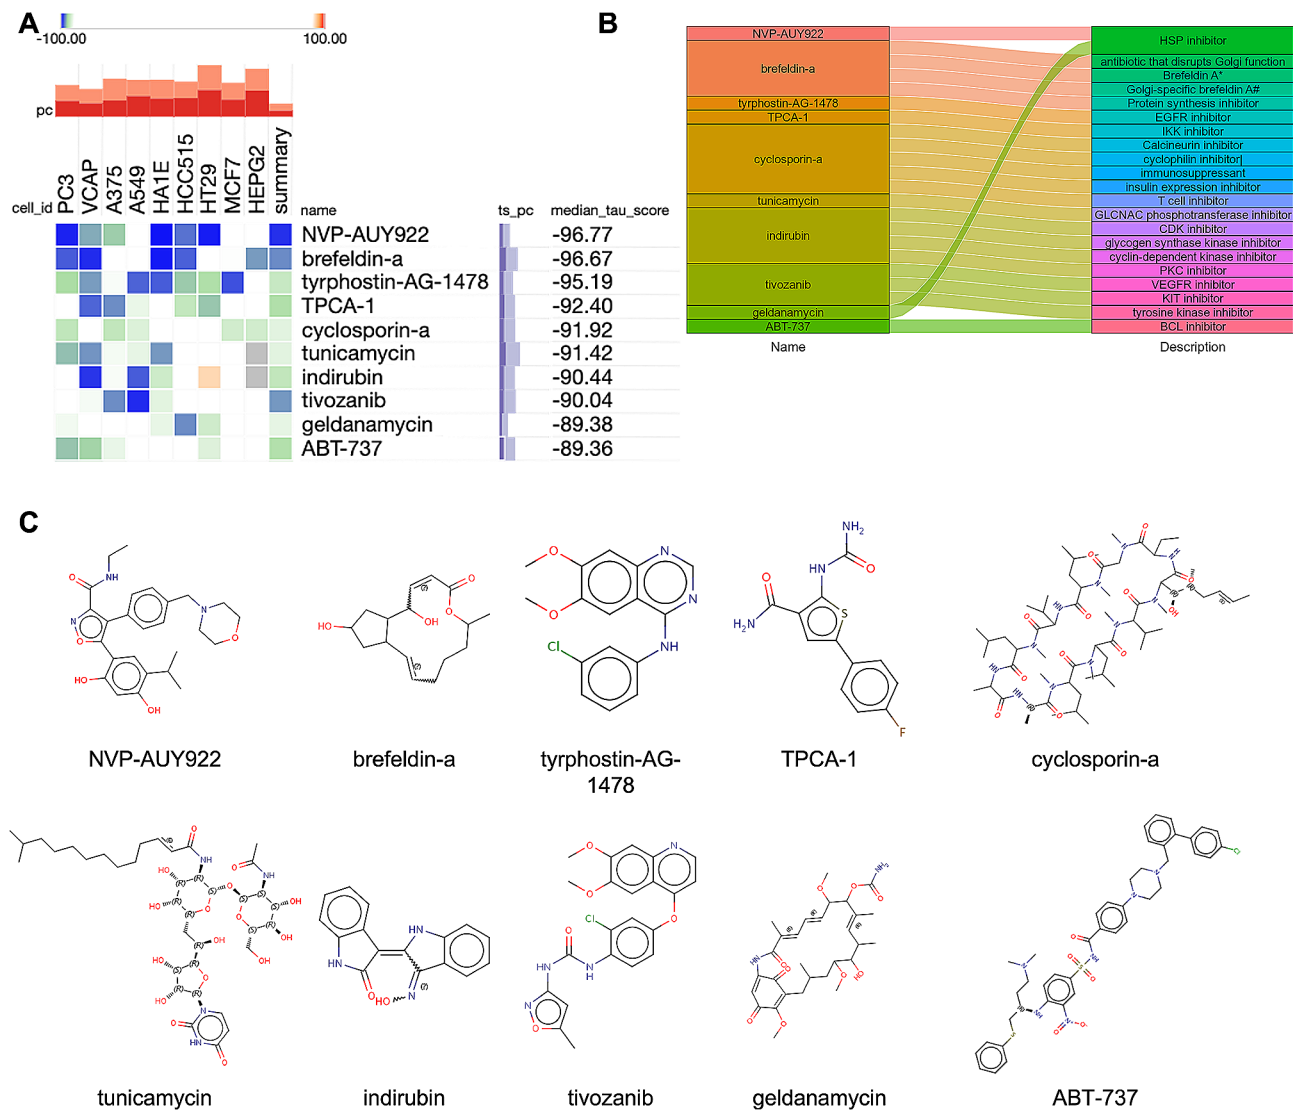 A
-100.00
100.00
pc
cell_id
PC3
VCAP
A375
A549
HA1E
HCC515
HT29
MCF7
HEPG2
summary
name
ts_pc
median_tau_score
NVP-AUY922 -96.77
brefeldin-a -96.67
tyrphostin-AG-1478 -95.19
TPCA-1 -92.40
cyclosporin-a -91.92
tunicamycin -91.42
indirubin -90.44
tivozanib -90.04
geldanamycin -89.38
ABT-737 -89.36
B
NVP-AUY922
brefeldin-a
tyrphostin-AG-1478
TPCA-1
cyclosporin-a
tunicamycin
indirubin
tivozanib
geldanamycin
ABT-737
Name
HSP inhibitor
antibiotic that disrupts Golgi function
Brefeldin A*
Golgi-specific brefeldin A#
Protein synthesis inhibitor
EGFR inhibitor
IKK inhibitor
Calcineurin inhibitor
cyclophilin inhibitor|
immunosuppressant
insulin expression inhibitor
T cell inhibitor
GLCNAC phosphotransferase inhibitor
CDK inhibitor
glycogen synthase kinase inhibitor
cyclin-dependent kinase inhibitor
PKC inhibitor
VEGFR inhibitor
KIT inhibitor
tyrosine kinase inhibitor
BCL inhibitor
Description
C
NVP-AUY922
brefeldin-a
tyrphostin-AG-
1478
TPCA-1
cyclosporin-a
tunicamycin
indirubin
tivozanib
geldanamycin
ABT-737